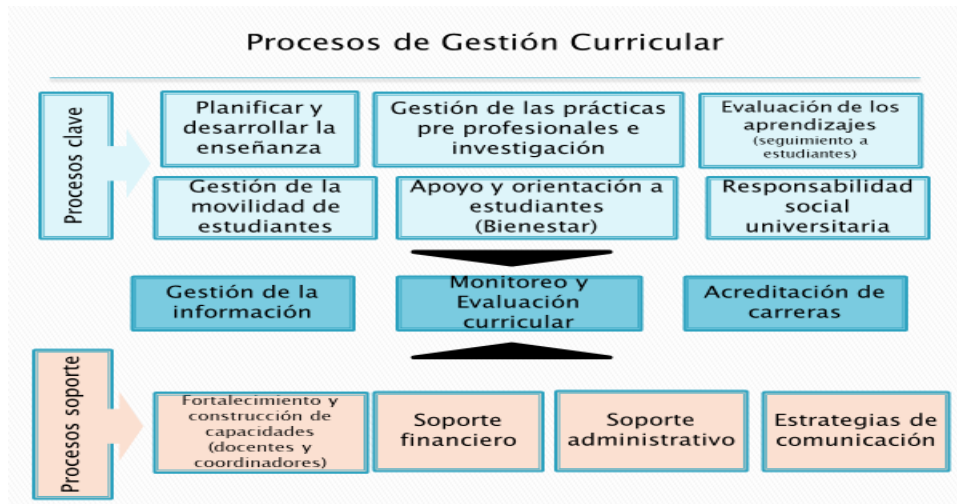 Procesos de Gestión Curricular
Procesos clave
Planificar y
desarrollar la
enseñanza
Gestión de las prácticas
pre profesionales e
investigación
Evaluación de los
aprendizajes
(seguimiento a
estudiantes)
Gestión de la
movilidad de
estudiantes
Apoyo y orientación a
estudiantes
(Bienestar)
Responsabilidad
social
universitaria
Gestión de la
información
Monitoreo y
Evaluación
curricular
Acreditación de
carreras
Procesos soporte
Fortalecimiento y
construcción de
capacidades
(docentes y
coordinadores)
Soporte
financiero
Soporte
administrativo
Estrategias de
comunicación